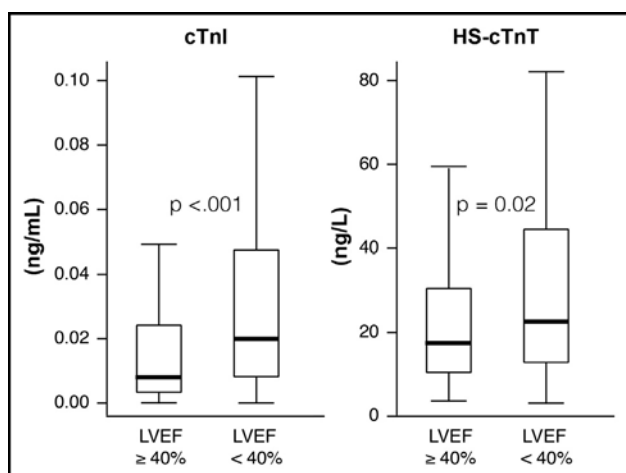 cTnI
HS-cTnT
(ng/mL)
0.10
0.08
0.06
0.04
0.02
0.00
p <.001
LVEF
≥ 40%
LVEF
< 40%
(ng/L)
80
60
40
20
0
p = 0.02
LVEF
≥ 40%
LVEF
< 40%